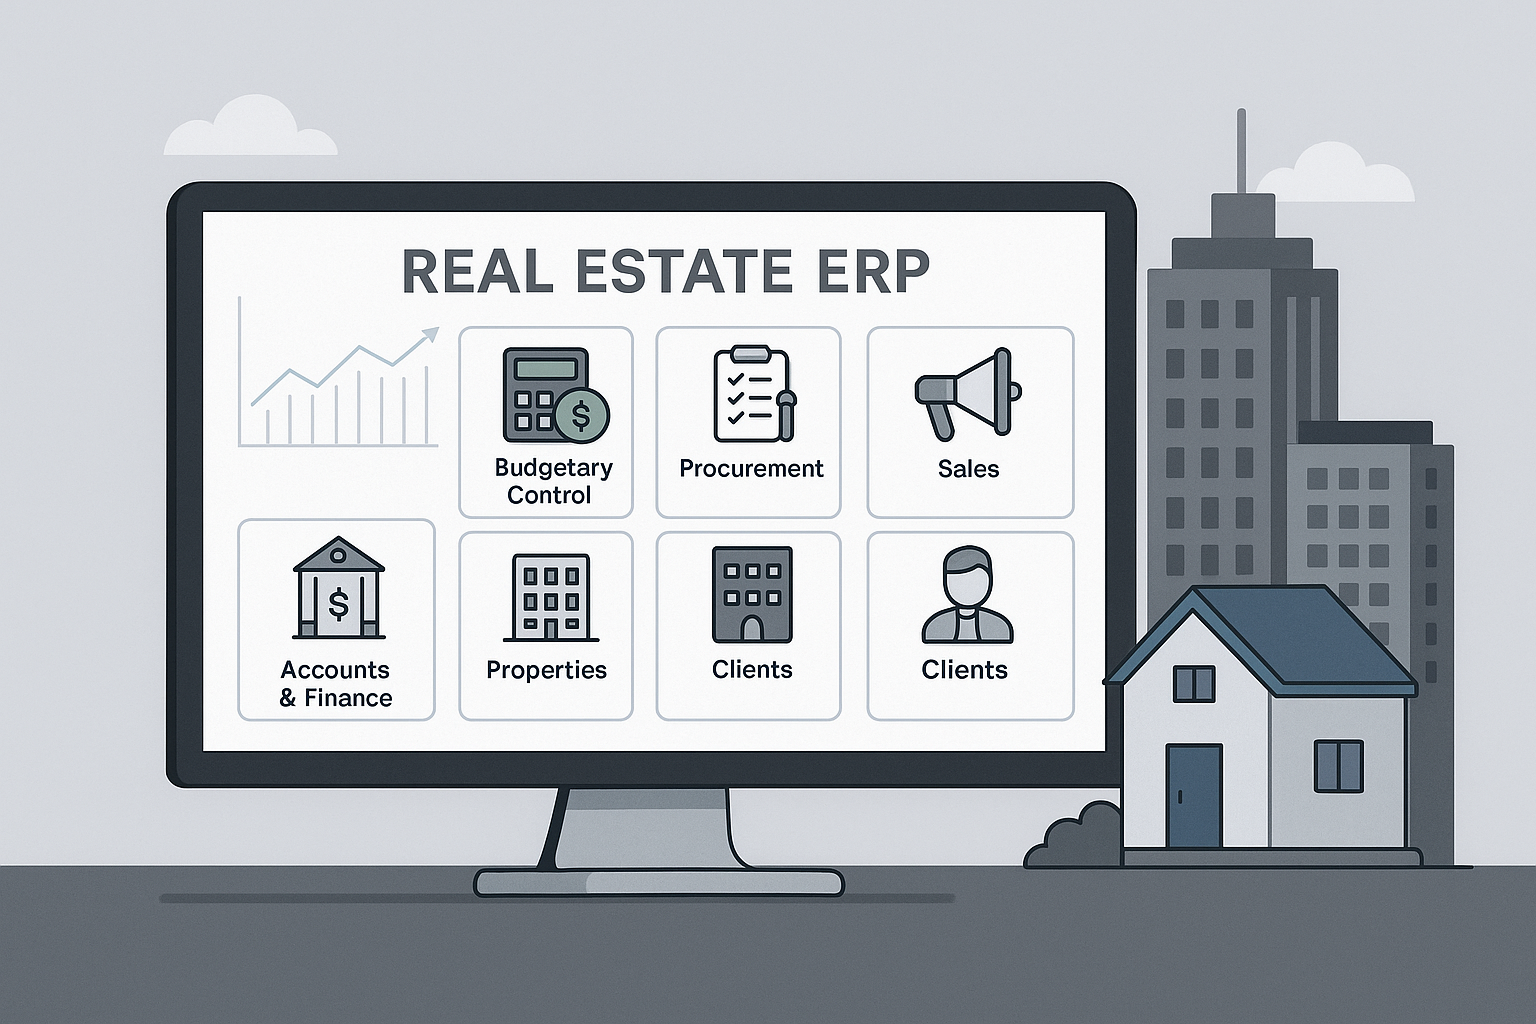 REAL ESTATE ERP
$
Budgetary
Control
Procurement
Sales
$
Accounts
& Finance
Properties
Clients
Clients